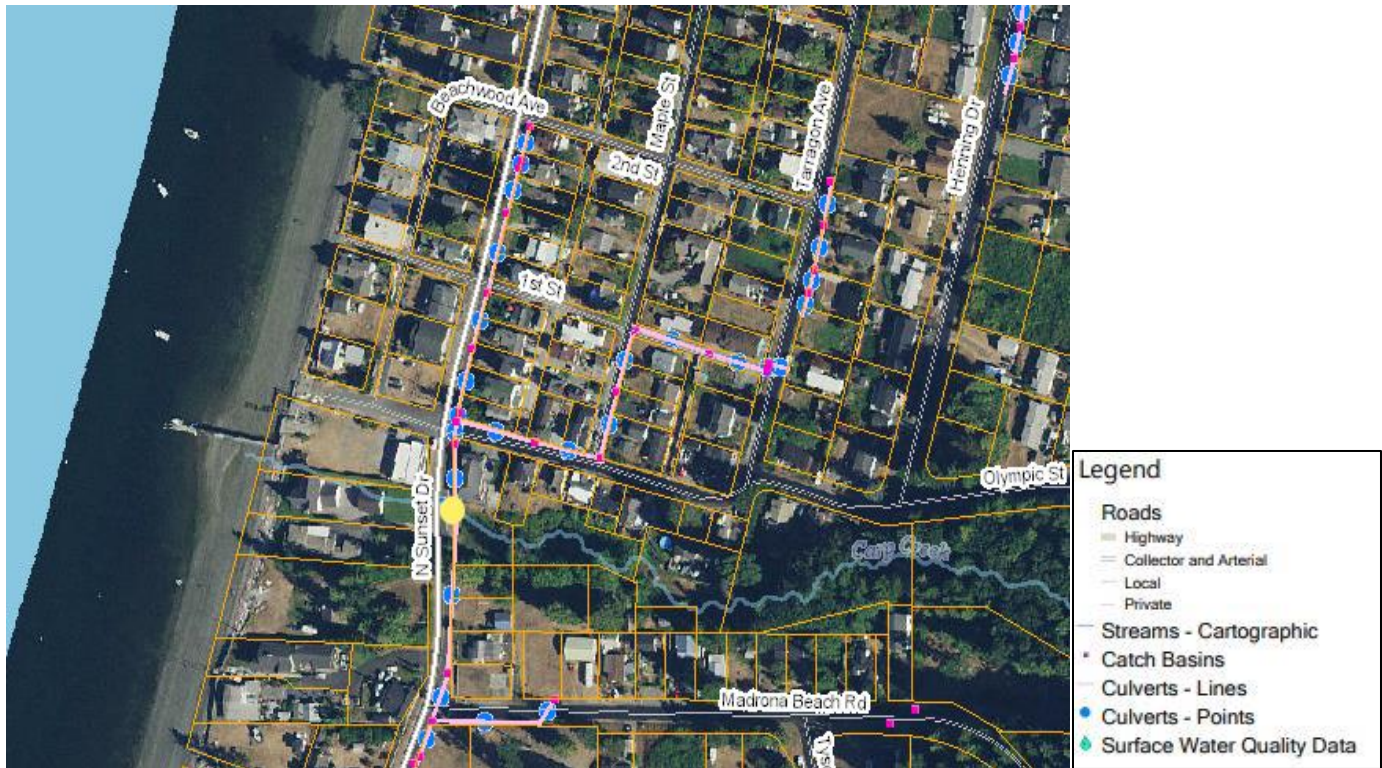 Beachwood Ave
Maple St
2nd St
Tarragon Ave
Henning Dr
1st St
Olympic St
N Sunset Dr
Carp Creek
Madrona Beach Rd
Legend
Roads
Highway
Collector and Arterial
Local
Private
Streams - Cartographic
Catch Basins
Culverts - Lines
Culverts - Points
Surface Water Quality Data